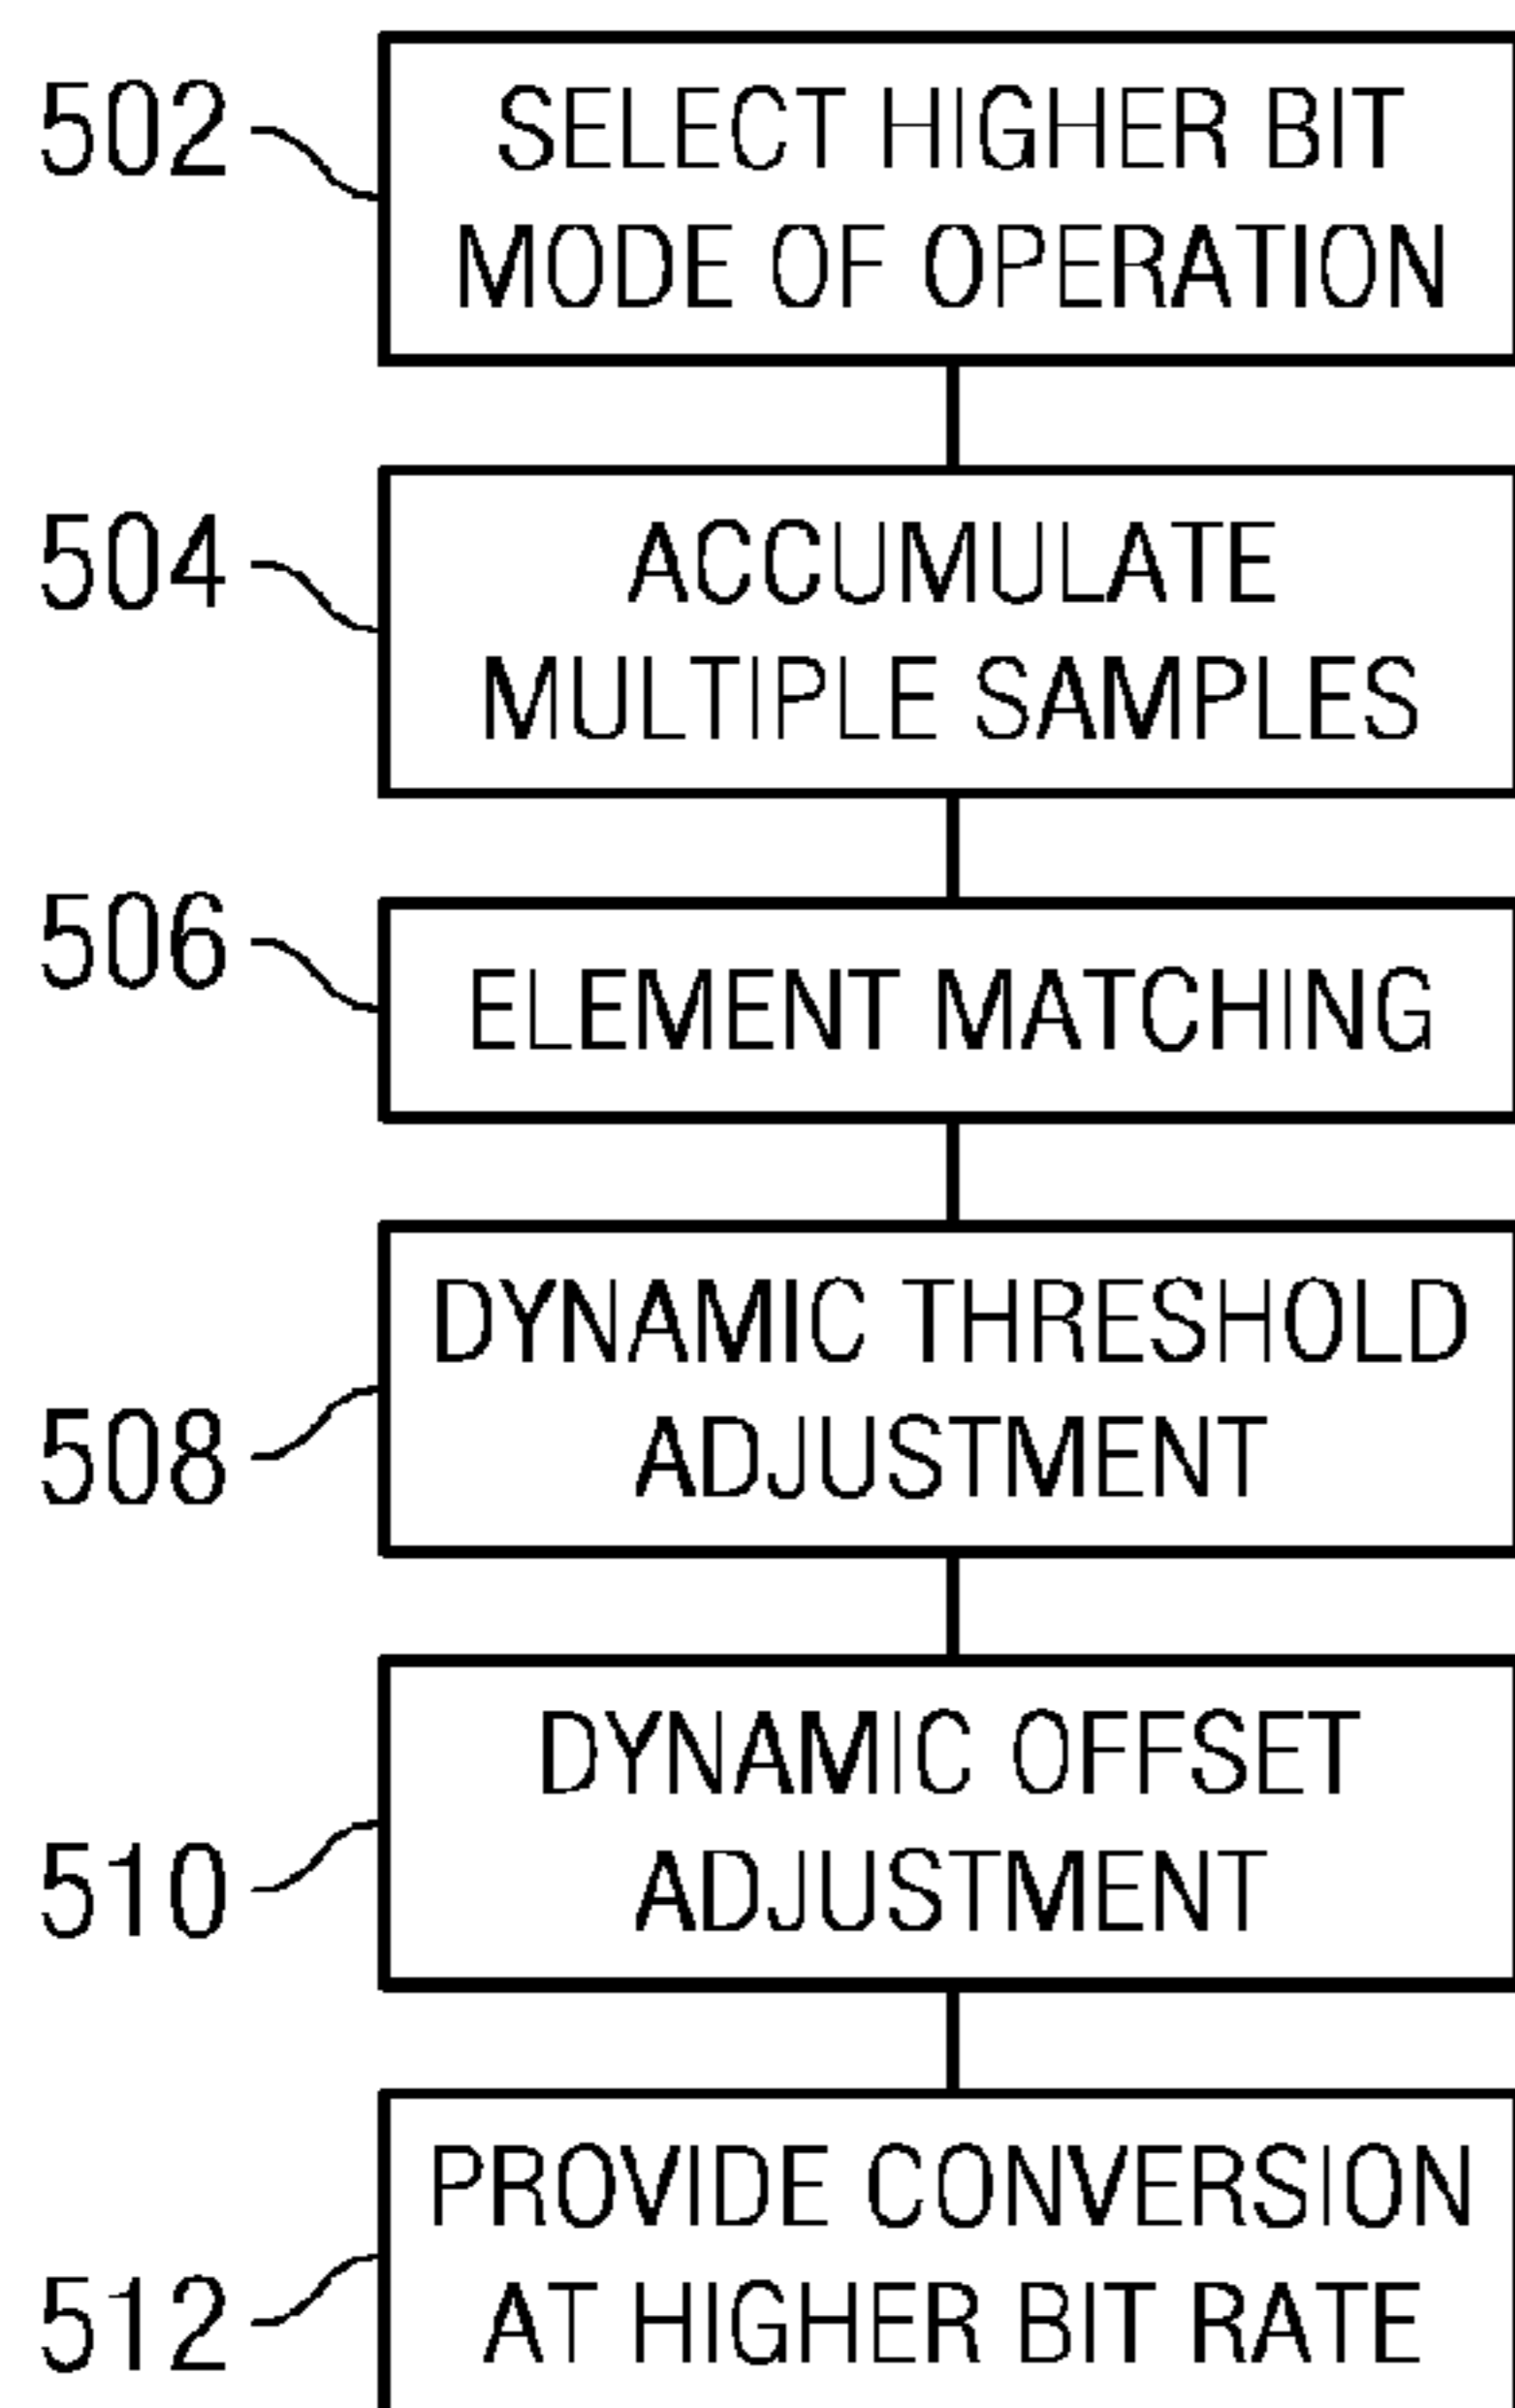 502
SELECT HIGHER BIT
MODE OF OPERATION
504
ACCUMULATE
MULTIPLE SAMPLES
506
ELEMENT MATCHING
508
DYNAMIC THRESHOLD
ADJUSTMENT
510
DYNAMIC OFFSET
ADJUSTMENT
512
PROVIDE CONVERSION
AT HIGHER BIT RATE